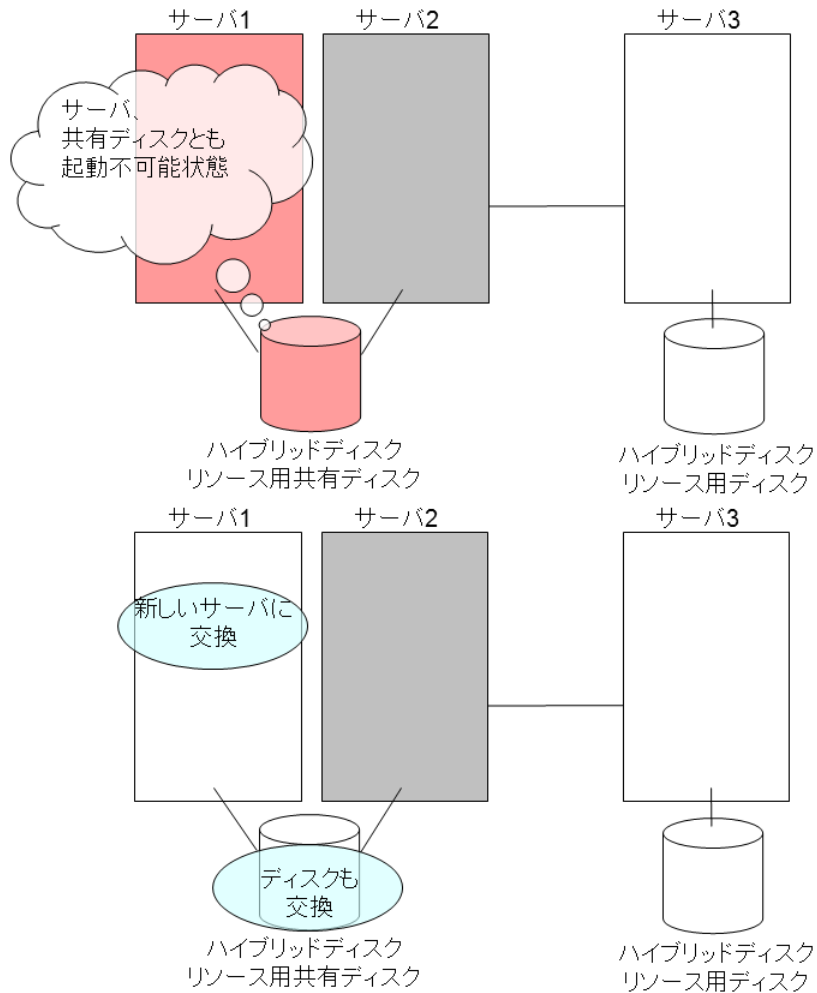 サーバ1
サーバ2
サーバ3
サーバ、
共有ディスクとも
起動不可能状態
ハイブリッドディスク
リソース用共有ディスク
ハイブリッドディスク
リソース用ディスク
サーバ1
サーバ2
サーバ3
新しいサーバに
交換
ディスクも
交換
ハイブリッドディスク
リソース用共有ディスク
ハイブリッドディスク
リソース用ディスク